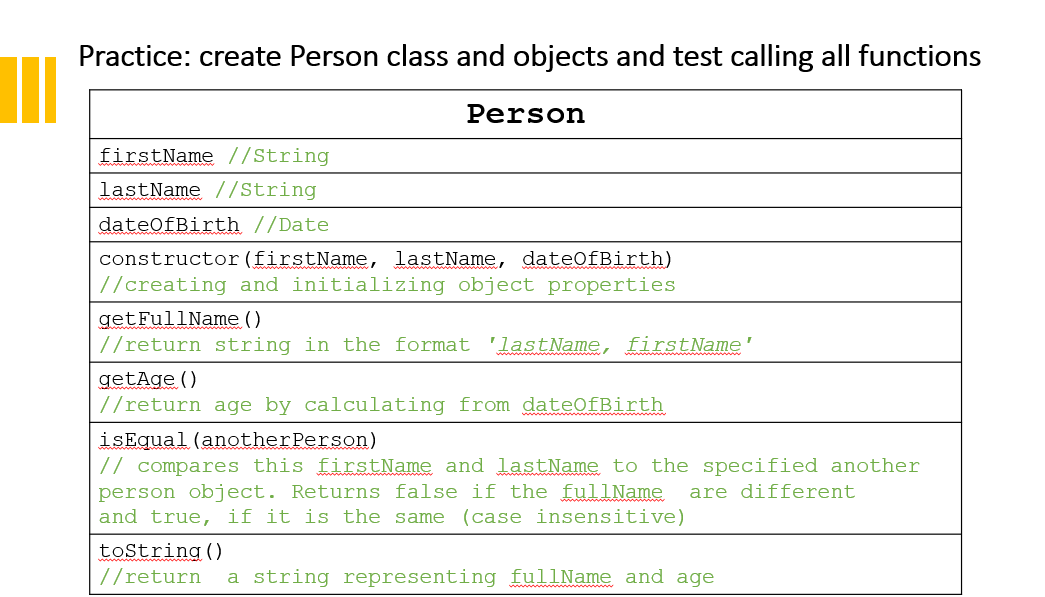 Practice: create Person class and objects and test calling all functions
Person
firstName //String
lastName //String
dateOfBirth //Date
constructor(firstName, lastName, dateOfBirth)
//creating and initializing object properties
getFullName()
//return string in the format 'lastName, firstName'
getAge()
//return age by calculating from dateOfBirth
isEqual(anotherPerson)
// compares this firstName and lastName to the specified another
person object. Returns false if the fullName  are different
and true, if it is the same (case insensitive)
toString()
//return  a string representing fullName and age